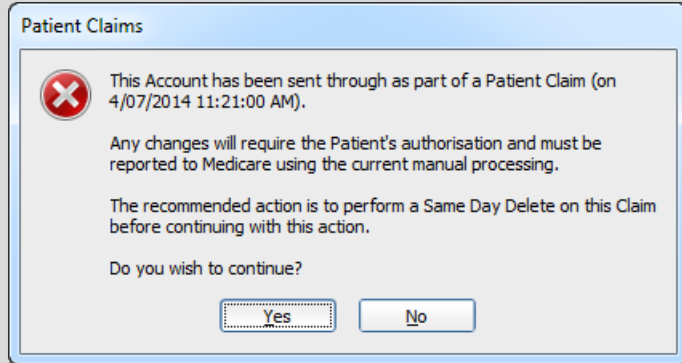 Patient Claims
This Account has been sent through as part of a Patient Claim (on
4/07/2014 11:21:00 AM).
Any changes will require the Patient's authorisation and must be
reported to Medicare using the current manual processing.
The recommended action is to perform a Same Day Delete on this Claim
before continuing with this action.
Do you wish to continue?
Yes
No